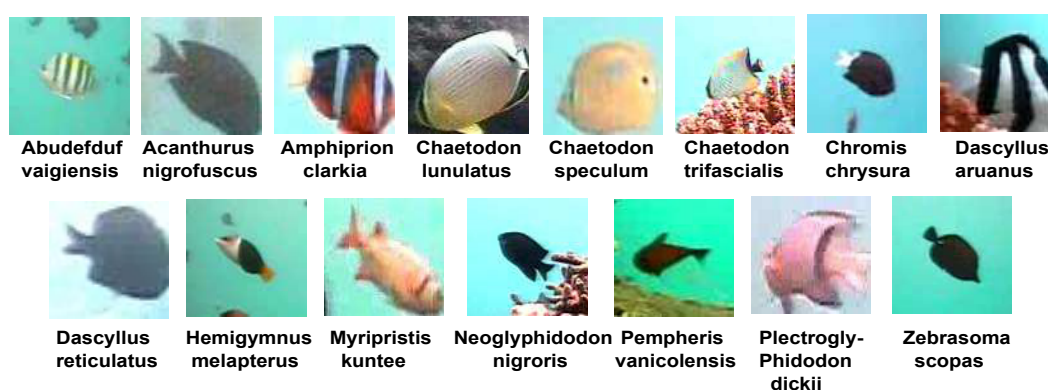 Abudefduf
vaigiensis
Acanthurus
nigrofuscus
Amphiprion
clarkia
Chaetodon
lunulatus
Chaetodon
speculum
Chaetodon
trifascialis
Chromis
chrysura
Dascyllus
aruanus
Dascyllus
reticulatus
Hemigymnus
melapterus
Myripristis
kuntee
Neoglyphidodon
nigroris
Pempheris
vanicolensis
Plectrogly-
Phidodon
dickii
Zebrasoma
scopas